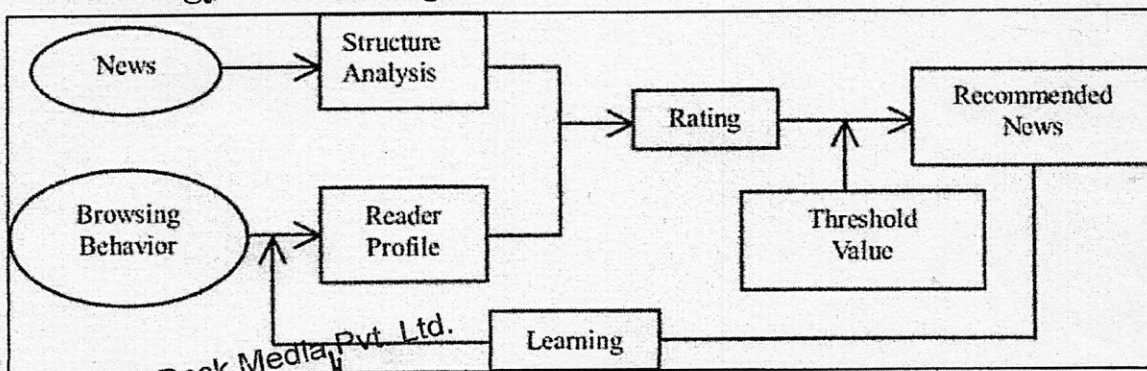 News
Structure
Analysis
Rating
Recommended
News
Browsing
Behavior
Reader
Profile
Threshold
Value
Learning
Media Pvt. Ltd.